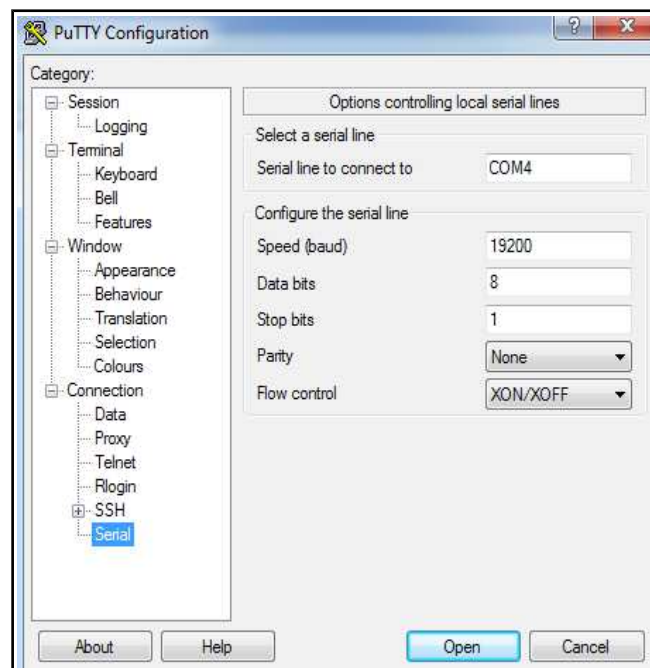 PuTTY Configuration
Category:
Session
Logging
Terminal
Keyboard
Bell
Features
Window
Appearance
Behaviour
Translation
Selection
Colours
Connection
Data
Proxy
Telnet
Rlogin
SSH
Serial
Options controlling local serial lines
Select a serial line
Serial line to connect to COM4
Configure the serial line
Speed (baud) 19200
Data bits 8
Stop bits 1
Parity None
Flow control XON/XOFF
About Help Open Cancel